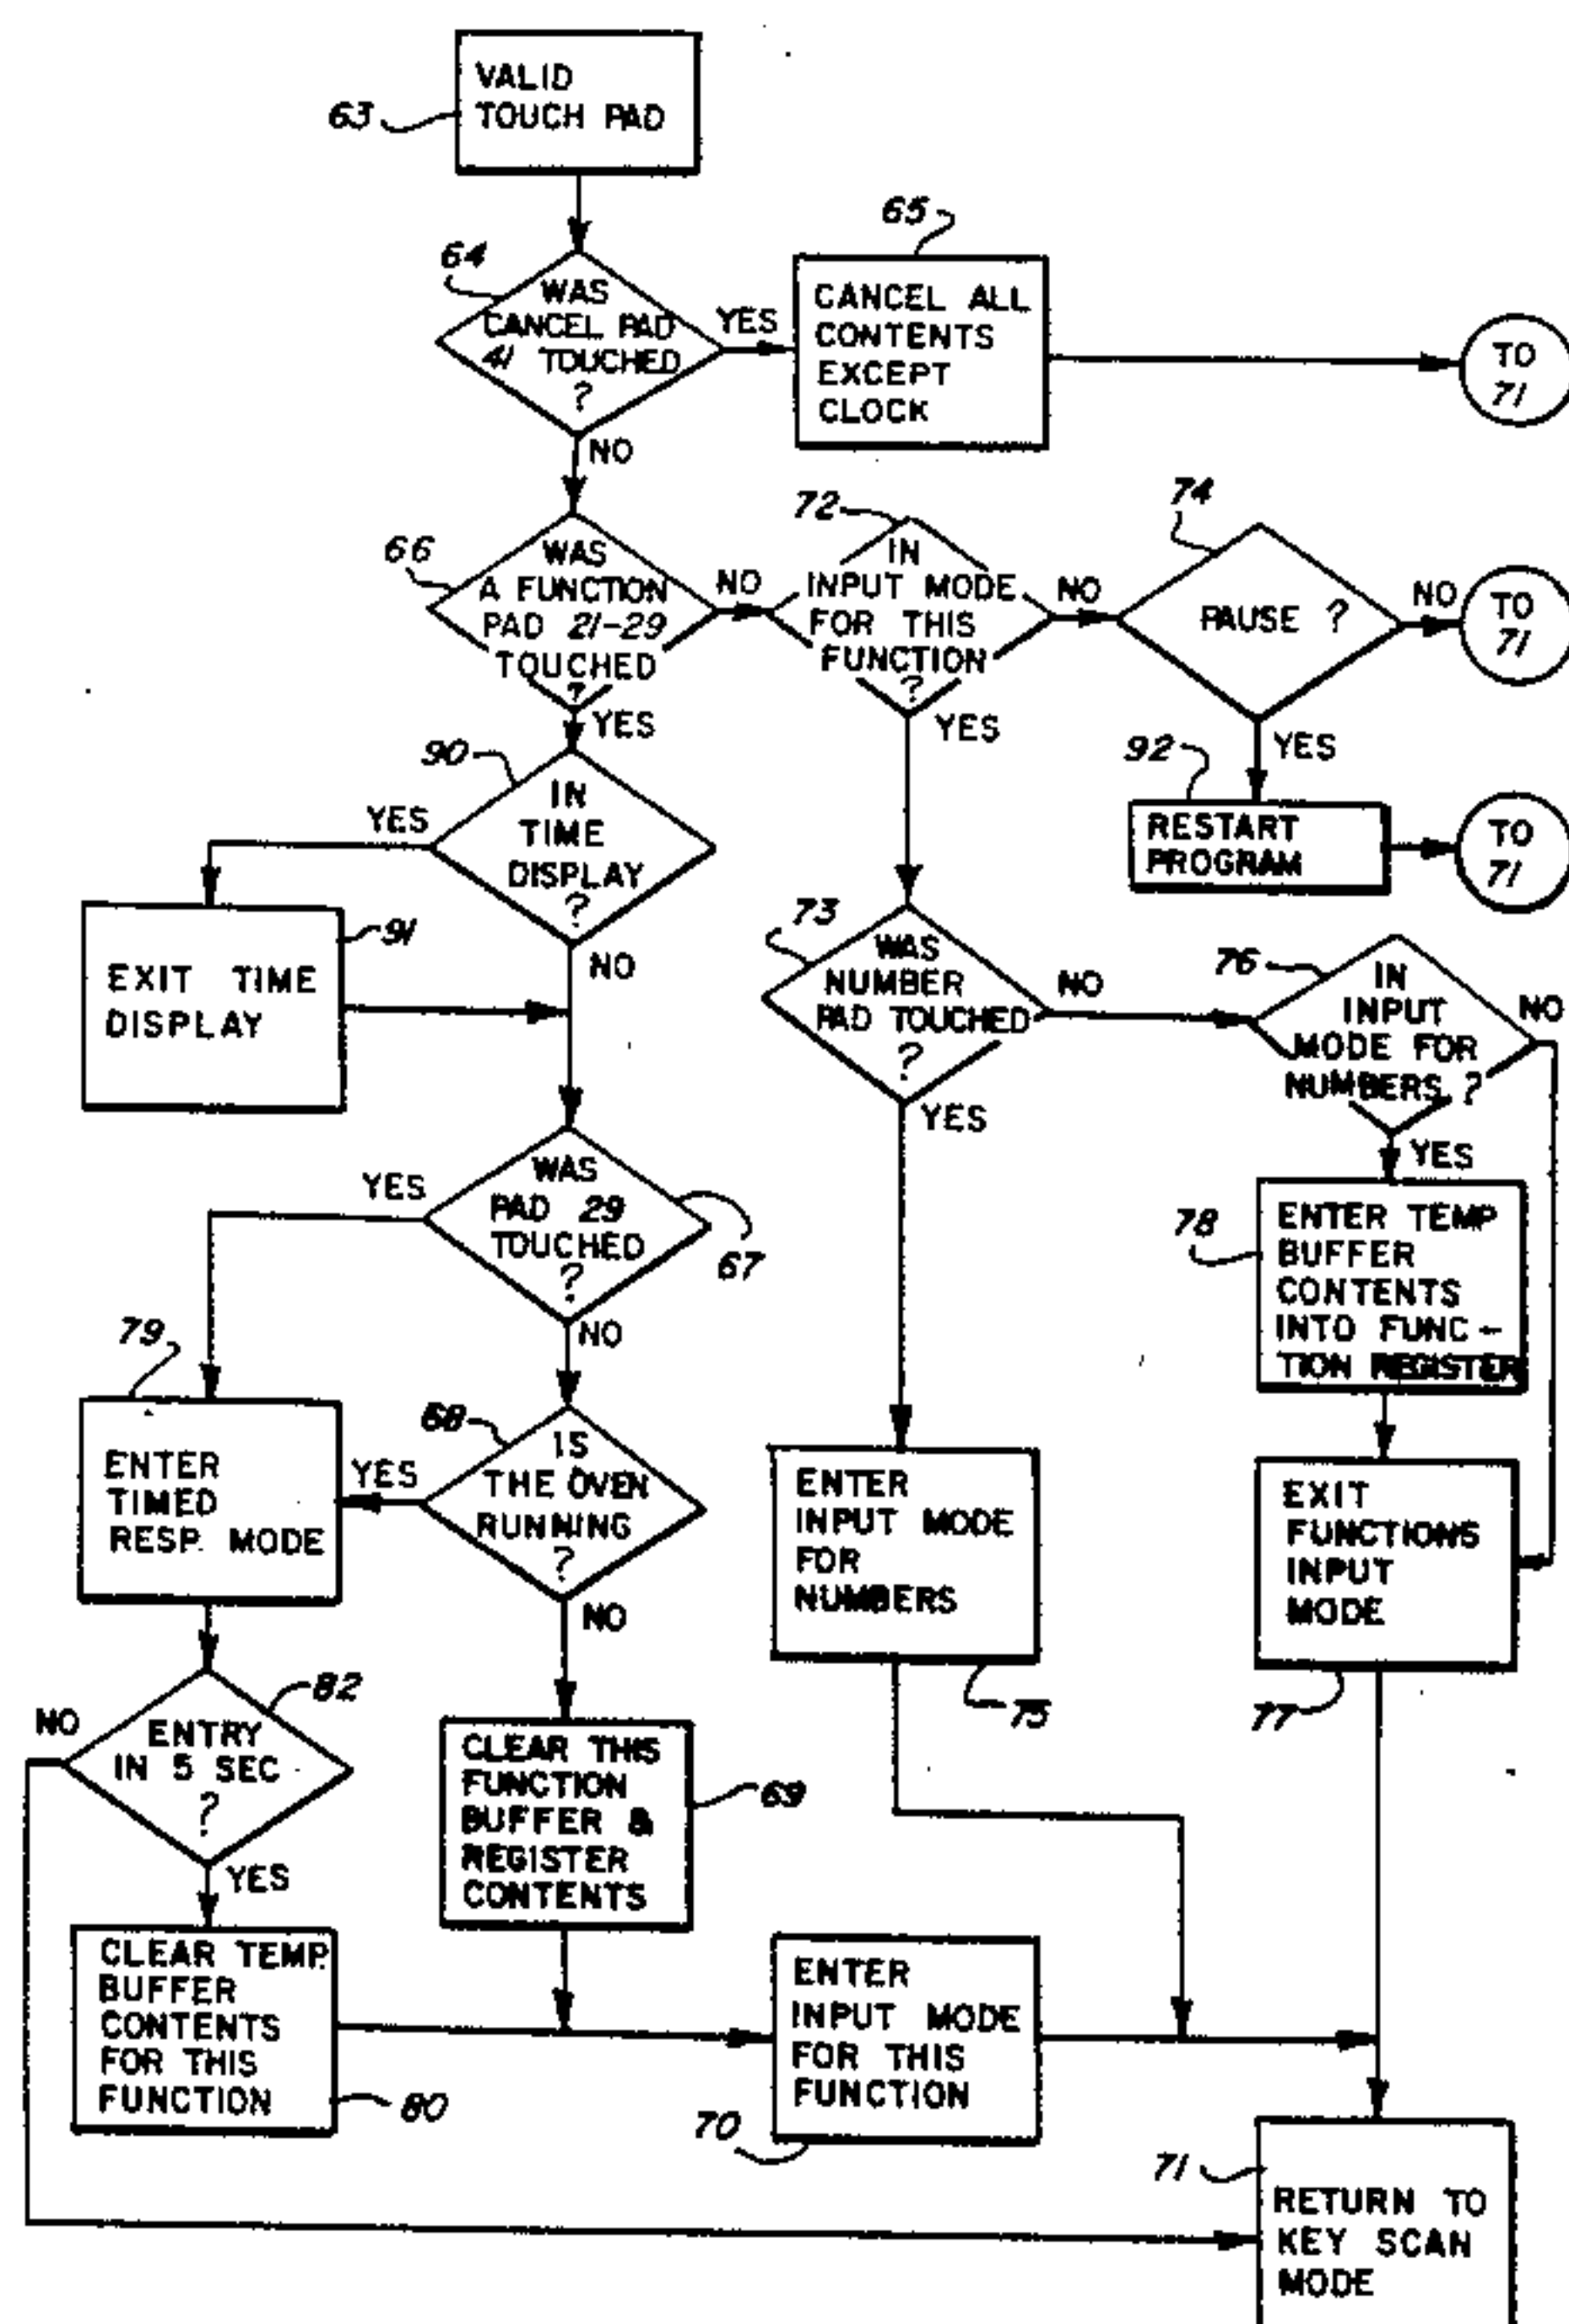 VALID
TOUCH PAD
63
64
WAS
CANCEL PAD
41 TOUCHED
?
YES
65
CANCEL ALL
CONTENTS
EXCEPT
CLOCK
TO
71
NO
66
WAS
A FUNCTION
PAD 21-29
TOUCHED
?
NO
72
IN
INPUT MODE
FOR THIS
FUNCTION
?
NO
74
PAUSE ?
NO
TO
71
YES
YES
YES
92
RESTART
PROGRAM
TO
71
90
IN
TIME
DISPLAY
?
YES
NO
91
EXIT TIME
DISPLAY
73
WAS
NUMBER
PAD TOUCHED
?
NO
YES
76
IN
INPUT
MODE FOR
NUMBERS ?
NO
YES
WAS
PAD 29
TOUCHED
?
67
YES
NO
78
ENTER TEMP
BUFFER
CONTENTS
INTO FUNC-
TION REGISTER
79
ENTER
TIMED
RESP. MODE
68
IS
THE OVEN
RUNNING
?
YES
NO
ENTER
INPUT MODE
FOR
NUMBERS
75
EXIT
FUNCTIONS
INPUT
MODE
77
82
ENTRY
IN 5 SEC
?
NO
YES
CLEAR THIS
FUNCTION
BUFFER &
REGISTER
CONTENTS
69
CLEAR TEMP.
BUFFER
CONTENTS
FOR THIS
FUNCTION
80
ENTER
INPUT MODE
FOR THIS
FUNCTION
70
71
RETURN TO
KEY SCAN
MODE